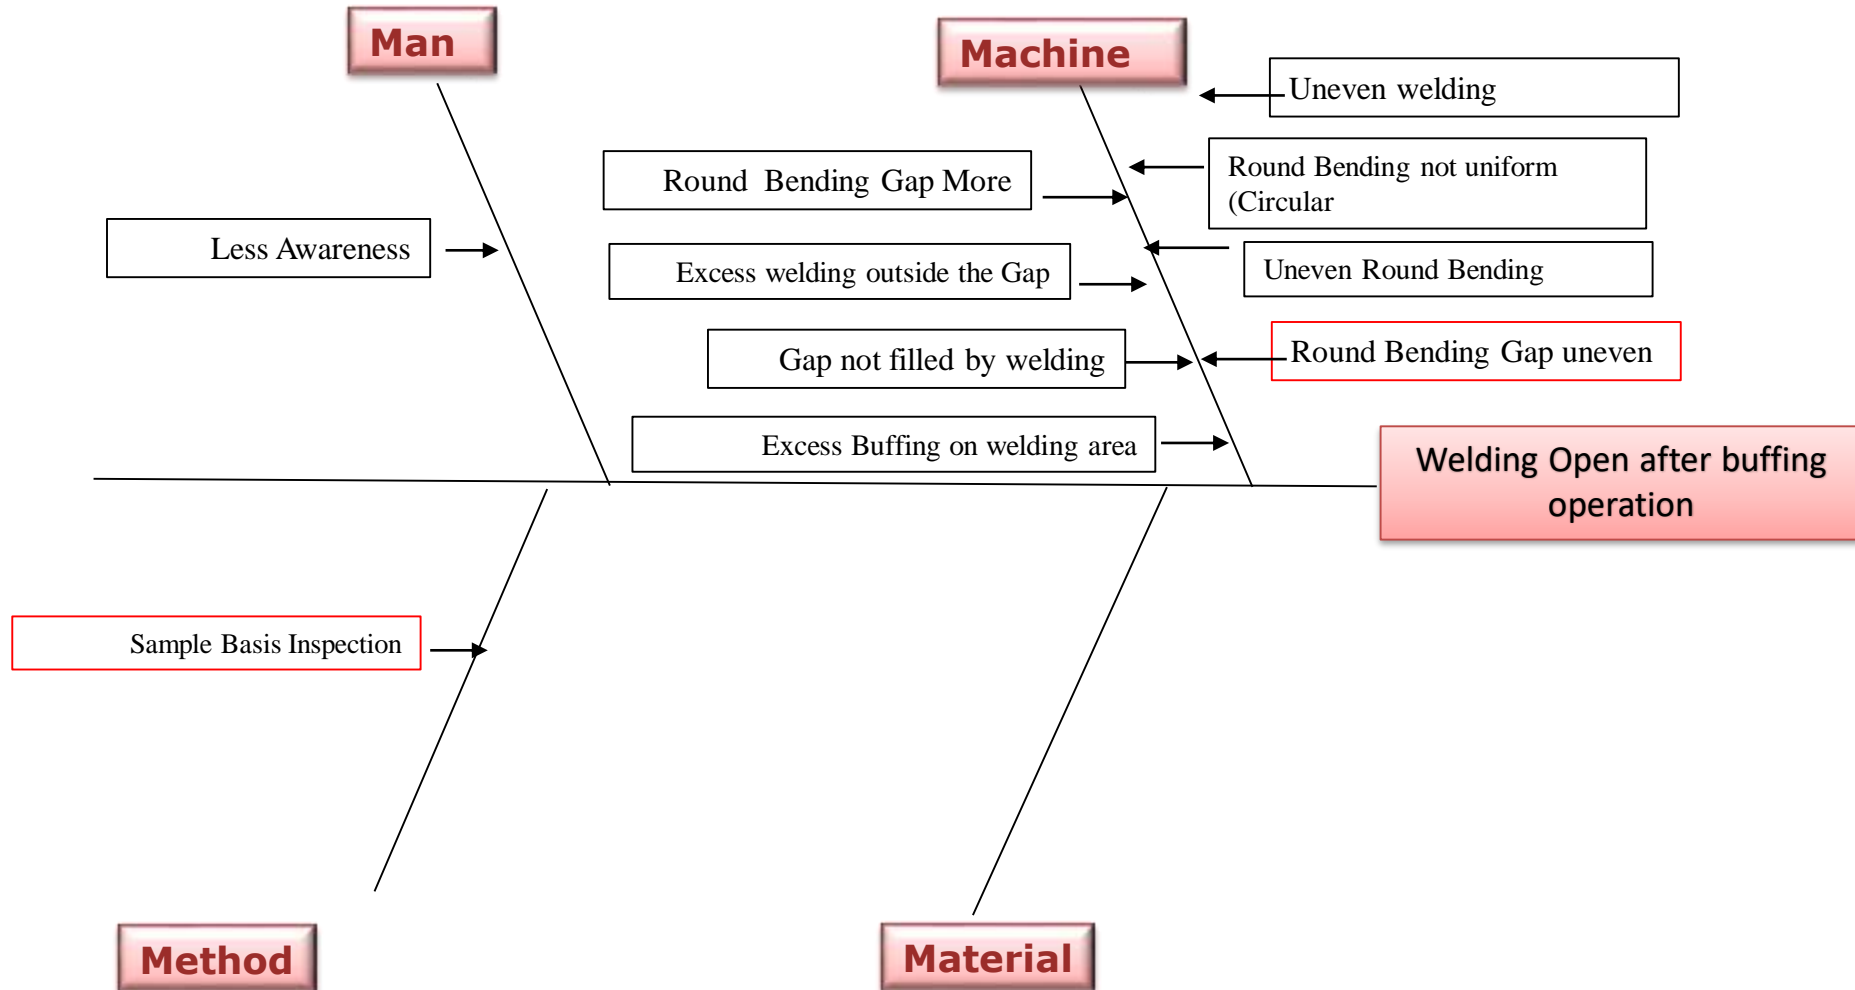 Man
Machine
Uneven welding
Round Bending Gap More
Round Bending not uniform
(Circular
Less Awareness
Excess welding outside the Gap
Uneven Round Bending
Gap not filled by welding
Round Bending Gap uneven
Excess Buffing on welding area
Welding Open after buffing
operation
Sample Basis Inspection
Method
Material